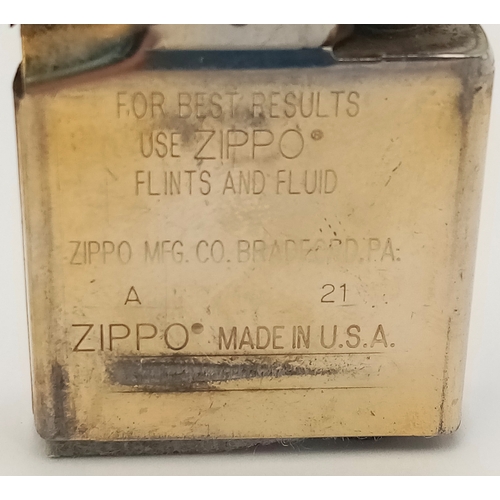 FOR BEST RESULTS
USE ZIPPO®
FLINTS AND FLUID
ZIPPO MFG. CO. BRADFORD, PA.
A 21
ZIPPO® MADE IN U.S.A.